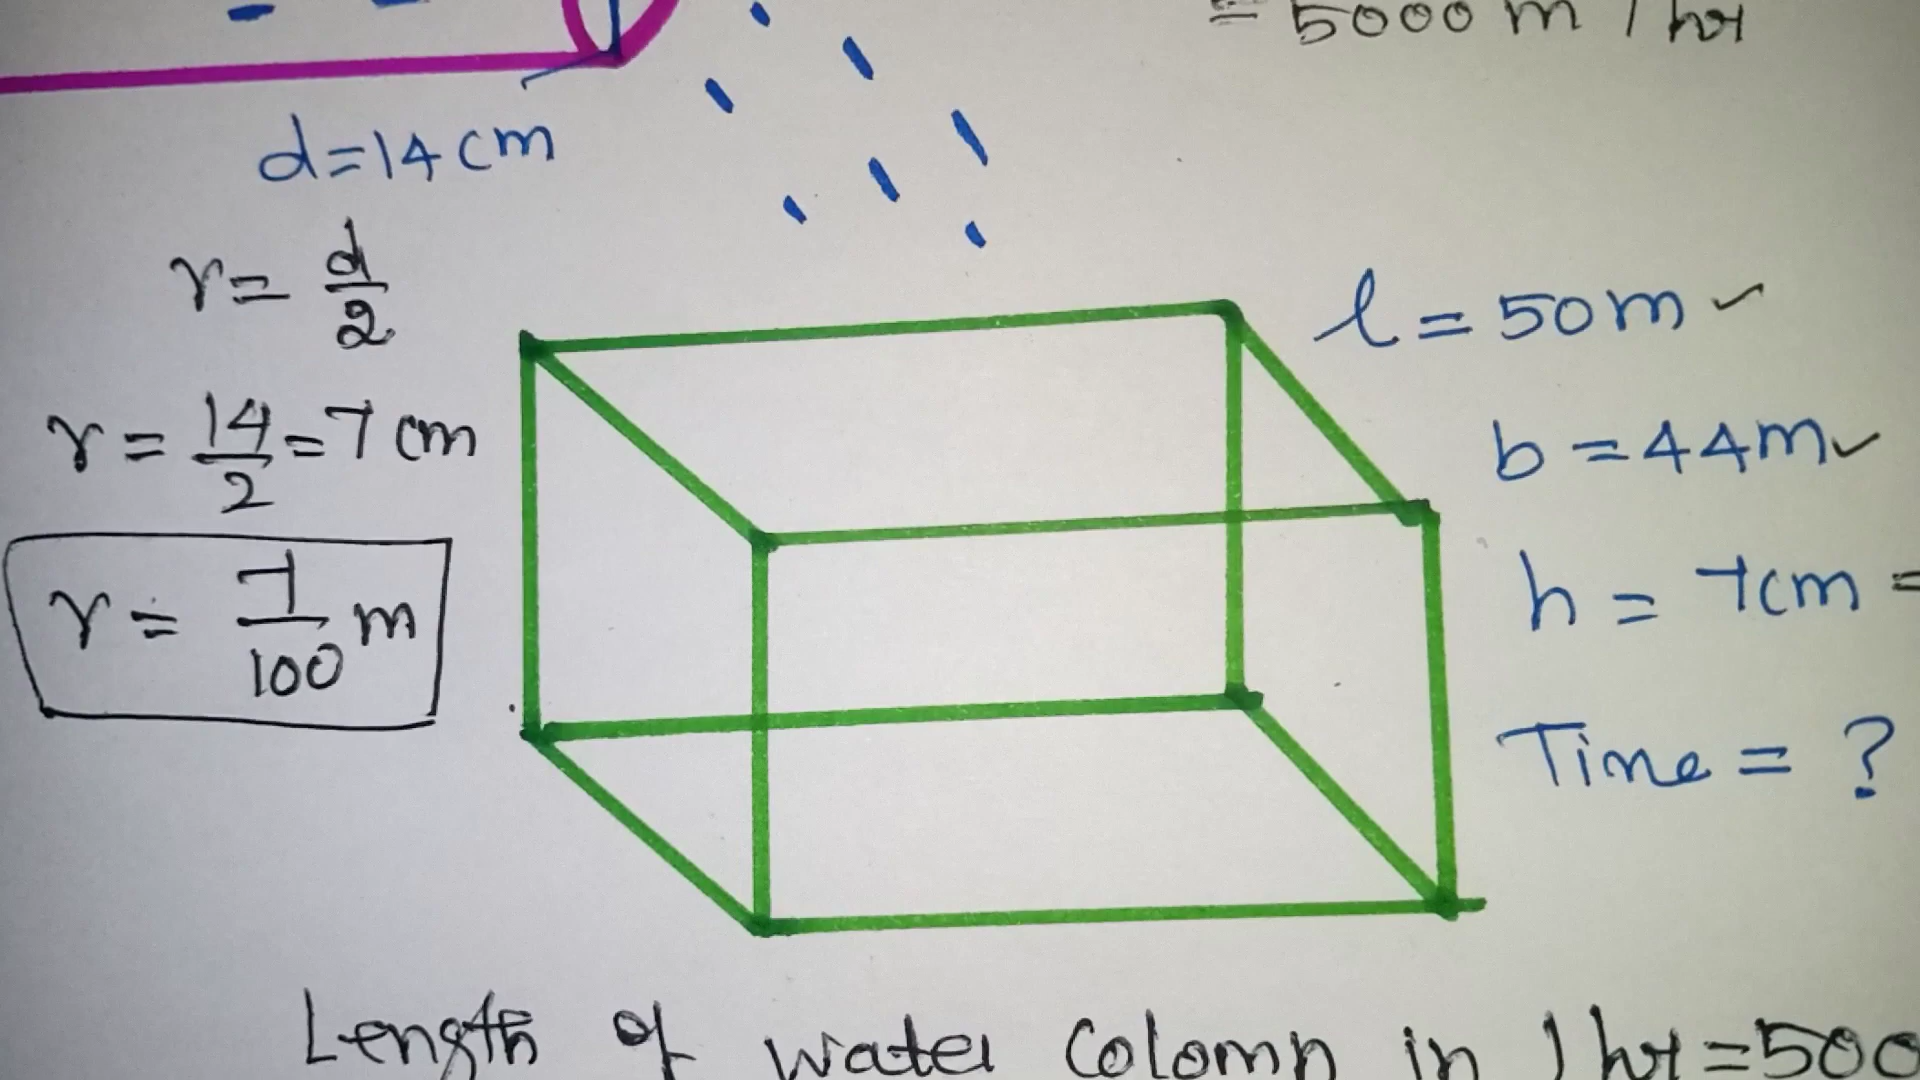 = 5000 m / hr
d=14 cm
r = d/2
r = 14/2 = 7 cm
r = 7/100 m
l = 50m ✓
b = 44m ✓
h = 7cm =
Time = ?
Length of water Colomn in 1 hr = 500